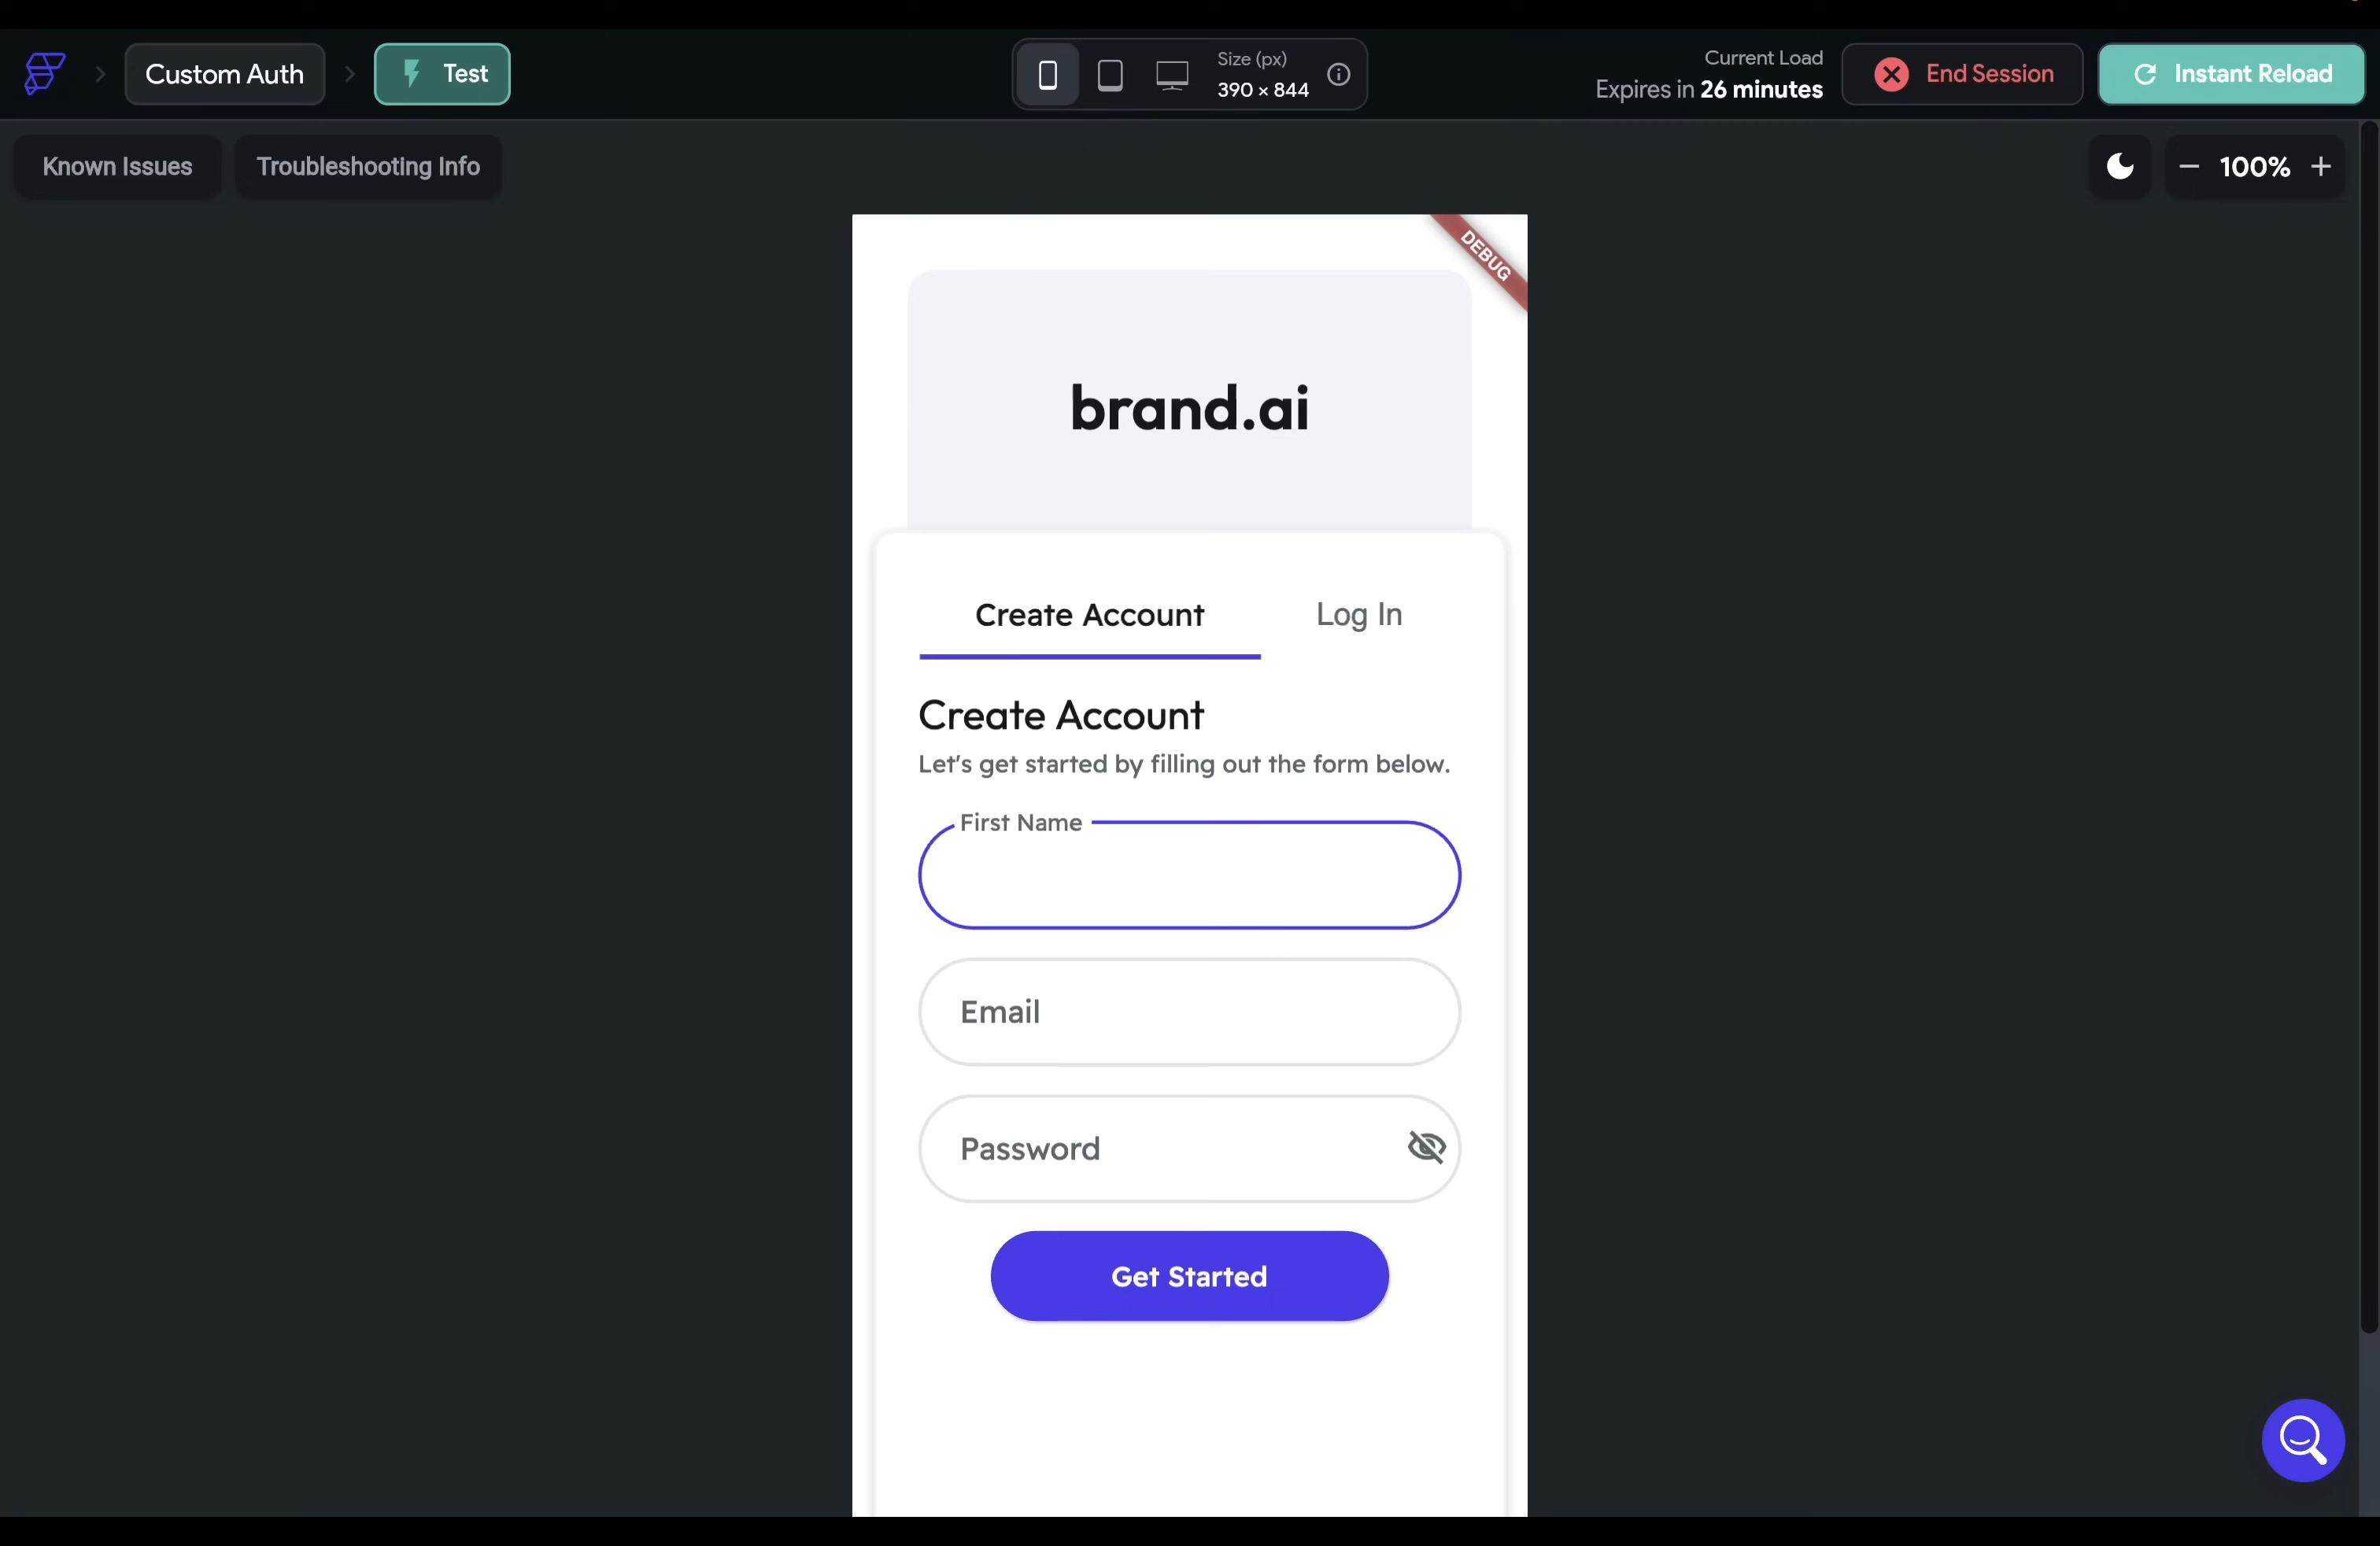 Custom Auth
Test
Size (px)
390 × 844
Current Load
Expires in 26 minutes
End Session
Instant Reload
Known Issues
Troubleshooting Info
100%
DEBUG
brand.ai
Create Account
Log In
Create Account
Let's get started by filling out the form below.
First Name
Email
Password
Get Started